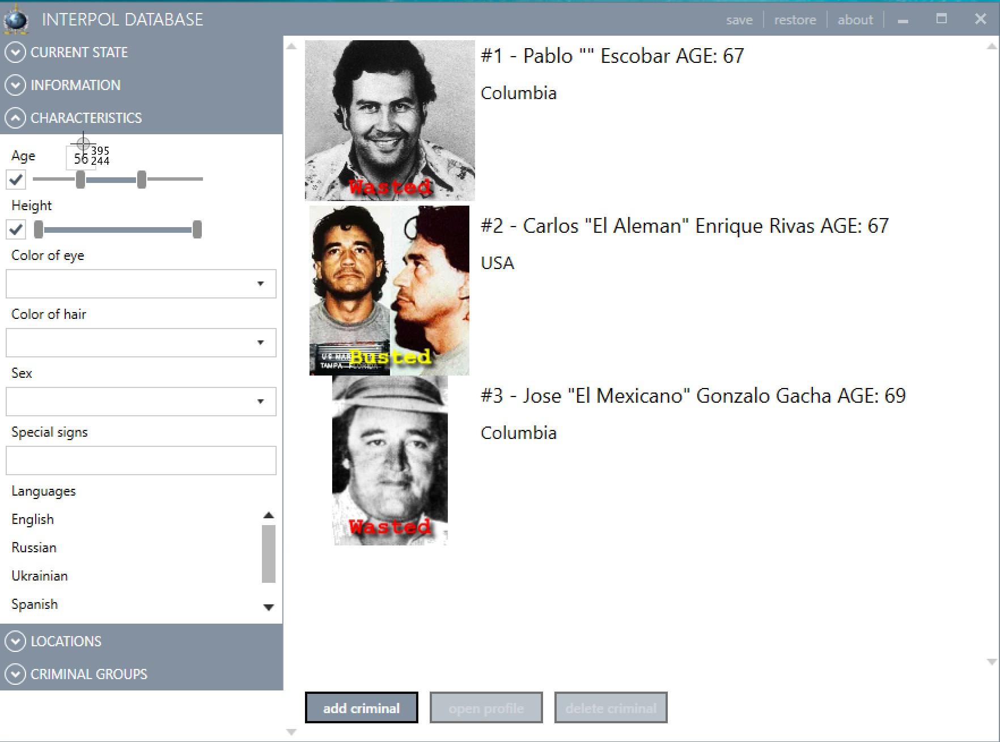 INTERPOL DATABASE
save
restore
about
CURRENT STATE
INFORMATION
CHARACTERISTICS
Age
56
395
244
Height
Color of eye
Color of hair
Sex
Special signs
Languages
English
Russian
Ukrainian
Spanish
LOCATIONS
CRIMINAL GROUPS
#1 - Pablo "" Escobar AGE: 67
Columbia
Wasted
#2 - Carlos "El Aleman" Enrique Rivas AGE: 67
USA
Busted
TAMPA, FLORIDA
#3 - Jose "El Mexicano" Gonzalo Gacha AGE: 69
Columbia
Wasted
add criminal
open profile
delete criminal